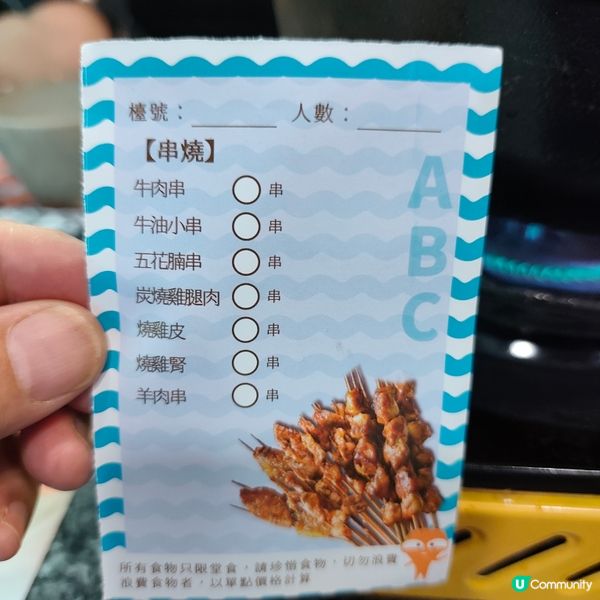 檯號：________ 人數：________
【串燒】
牛肉串 ○ 串
牛油小串 ○ 串
五花腩串 ○ 串
炭燒雞腿肉 ○ 串
燒雞皮 ○ 串
燒雞腎 ○ 串
羊肉串 ○ 串
A
B
C
所有食物只限堂食，請珍惜食物，切勿浪費
浪費食物者，以單點價格計算
U Community